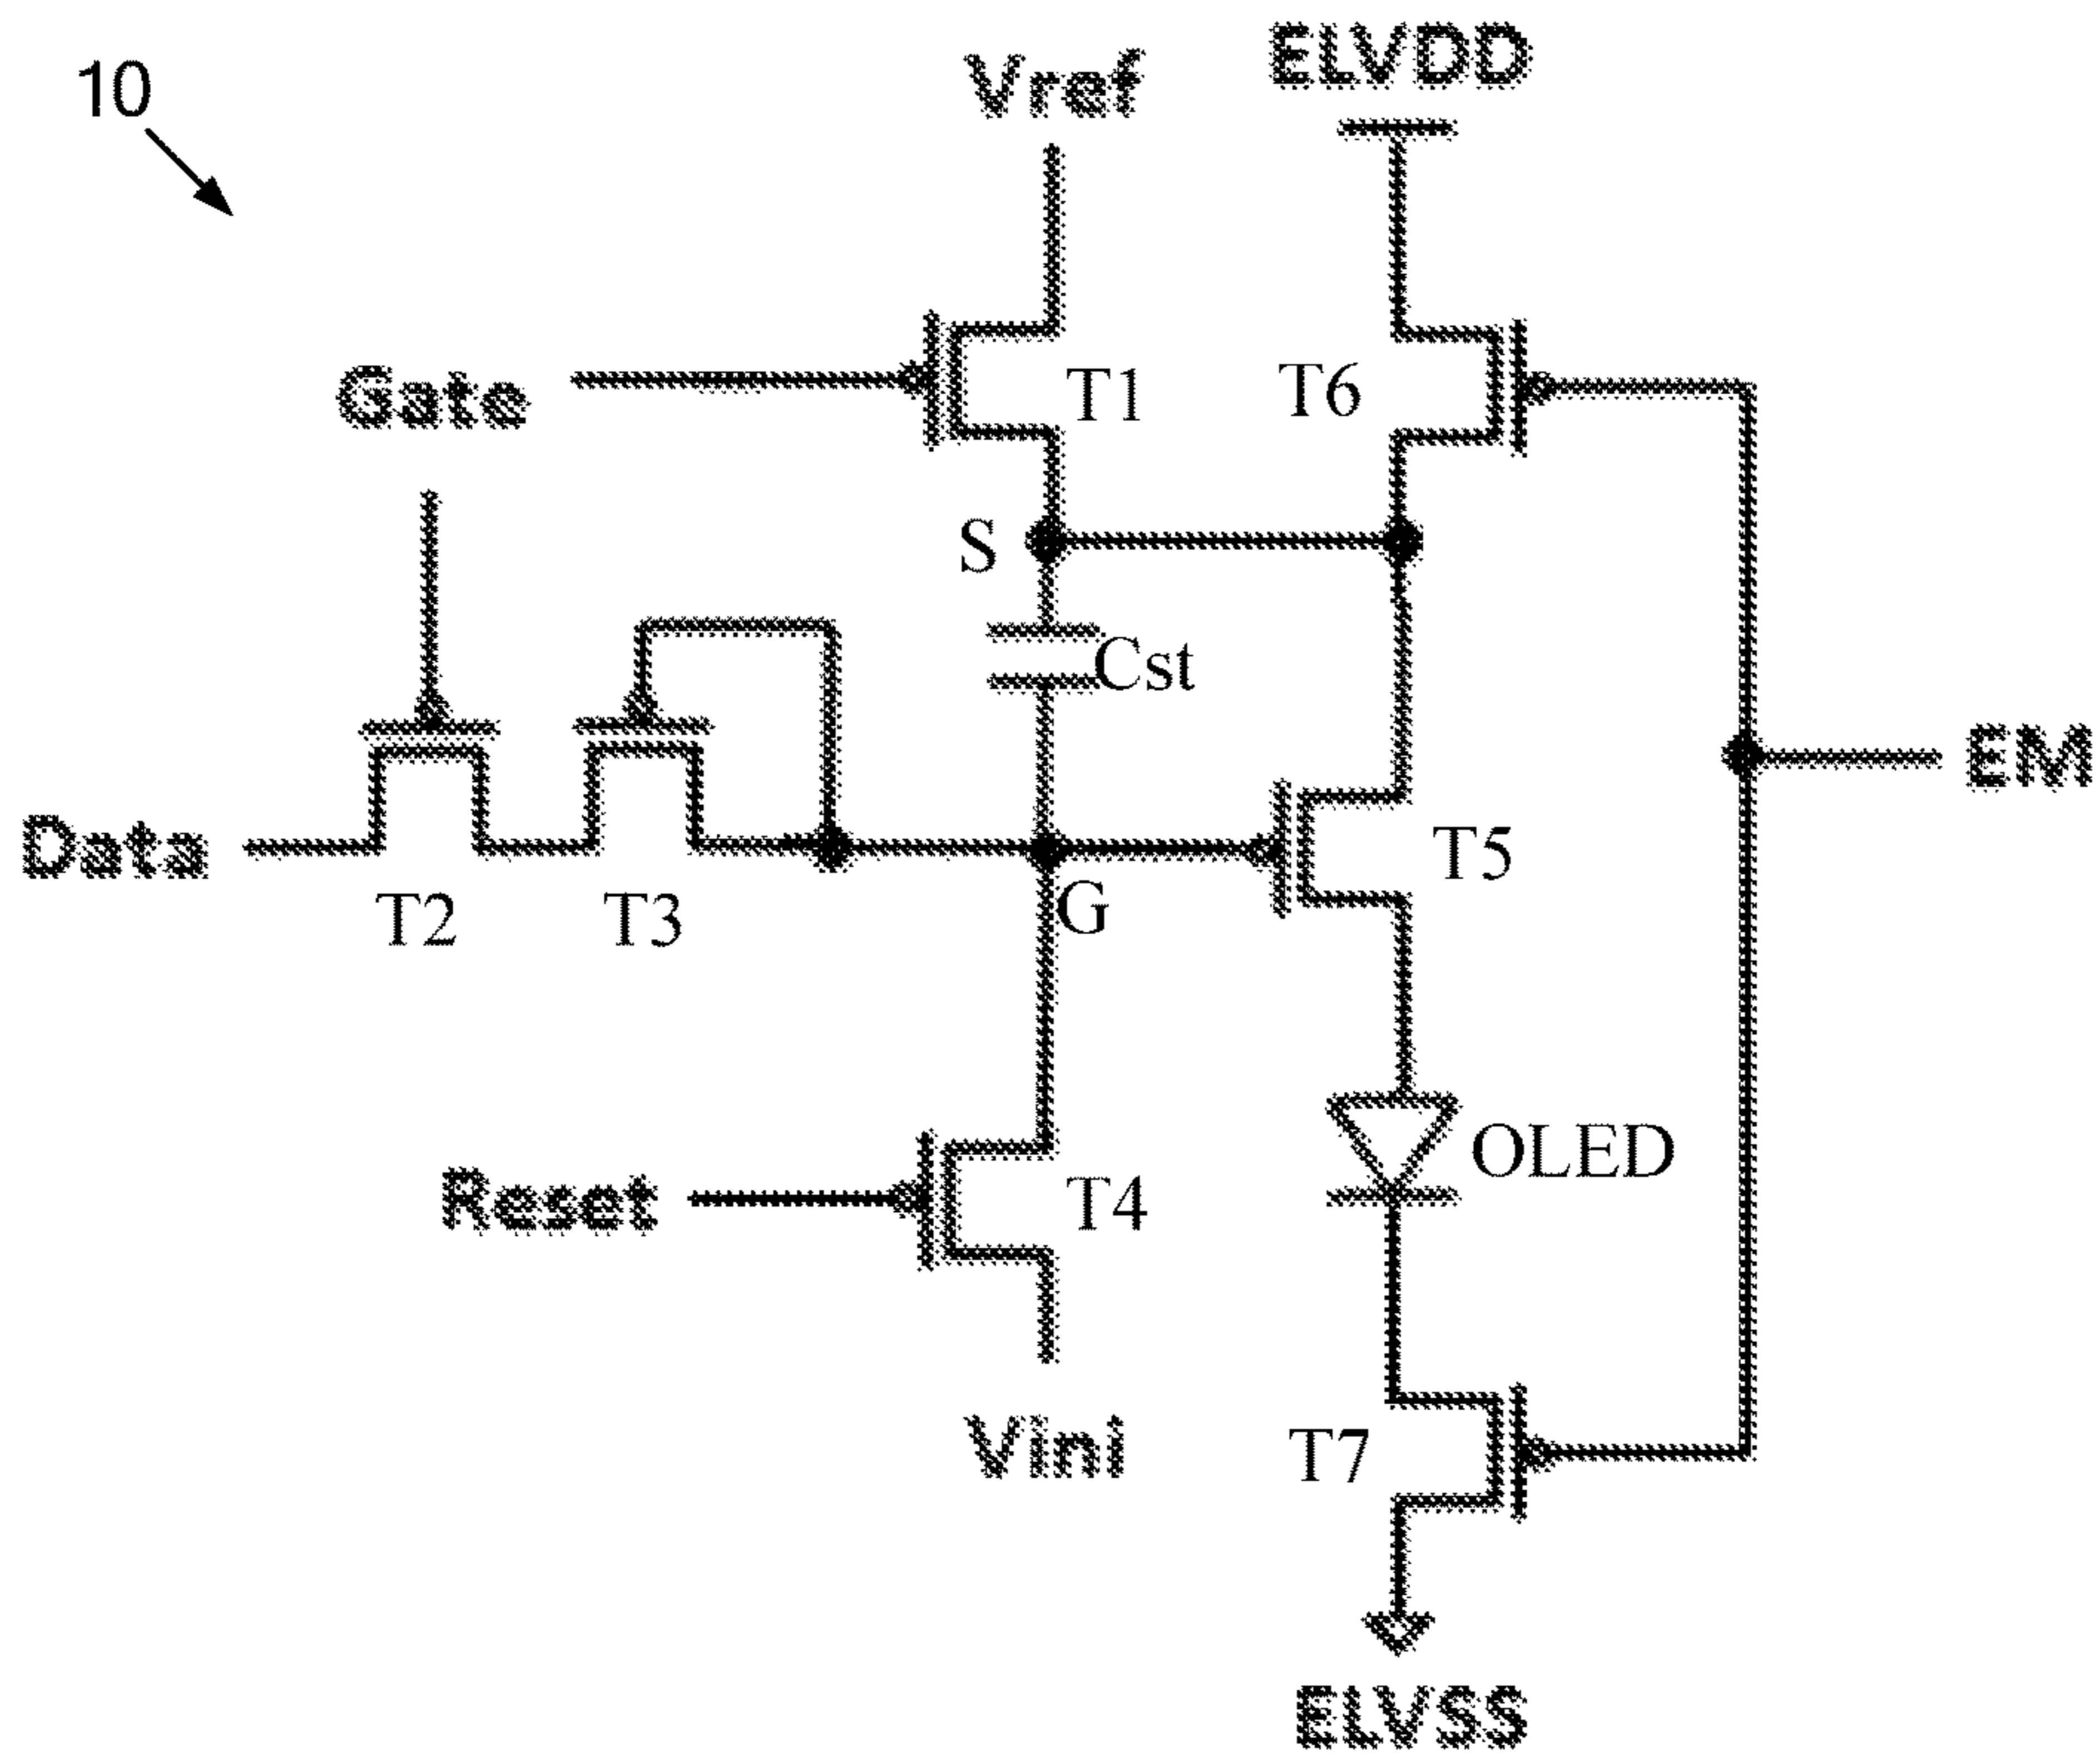 10
Vref
ELVDD
Gate
T1
T6
S
Cst
EM
Data
T2
T3
G
T5
OLED
Reset
T4
Vini
T7
ELVSS